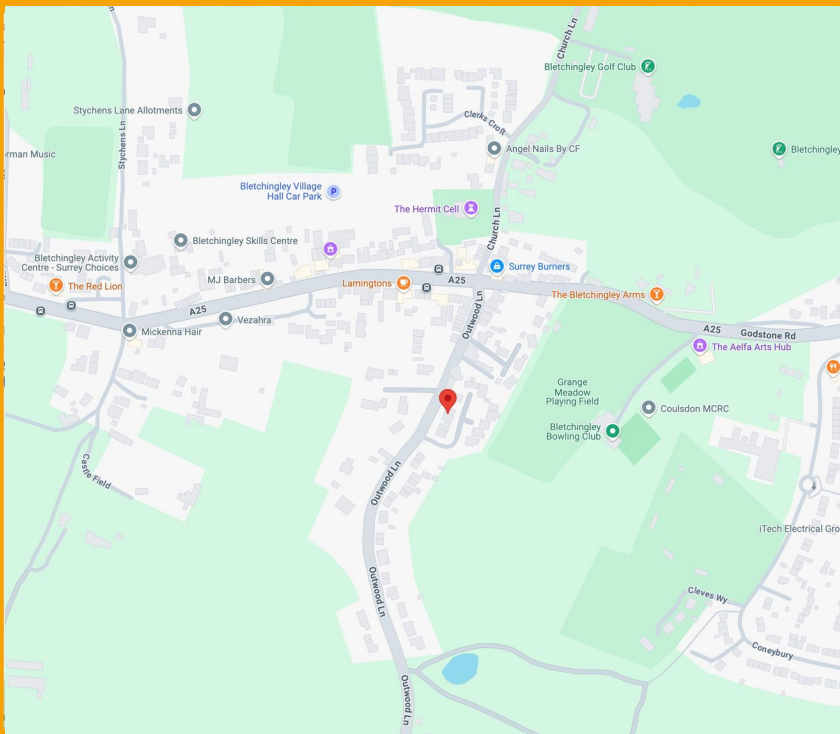 Church Ln
Bletchingley Golf Club
Stychens Lane Allotments
Clerks Croft
Stychens Ln
Angel Nails By CF
Bletchingley
rman Music
Bletchingley Village
Hall Car Park
P
The Hermit Cell
Church Ln
Bletchingley Skills Centre
Bletchingley Activity
Centre - Surrey Choices
Surrey Burners
MJ Barbers
A25
The Red Lion
Lamingtons
The Bletchingley Arms
Outwood Ln
A25
Vezahra
Mickenna Hair
A25
Godstone Rd
The Aelfa Arts Hub
Grange
Meadow
Playing Field
Coulsdon MCRC
Bletchingley
Bowling Club
Castle Field
Outwood Ln
iTech Electrical Gro
Outwood Ln
Cleves Wy.
Coneybury
Outwood Ln